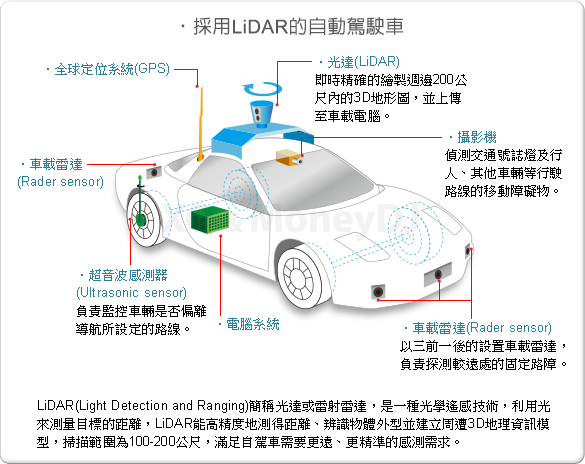 ·採用LiDAR的自動駕駛車
·全球定位系統(GPS)
·光達(LiDAR)
即時精確的繪製週邊200公
尺內的3D地形圖，並上傳
至車載電腦。
·攝影機
偵測交通號誌燈及行
人、其他車輛等行駛
路線的移動障礙物。
·車載雷達
(Rader sensor)
MoneyDJ
·超音波感測器
(Ultrasonic sensor)
負責監控車輛是否偏離
導航所設定的路線。
·電腦系統
·車載雷達(Rader sensor)
以三前一後的設置車載雷達，
負責探測較遠處的固定路障。
LiDAR(Light Detection and Ranging)簡稱光達或雷射雷達，是一種光學遙感技術，利用光
來測量目標的距離，LiDAR能高精度地測得距離、辨識物體外型並建立周遭3D地理資訊模
型，掃描範圍為100-200公尺，滿足自駕車需要更遠、更精準的感測需求。